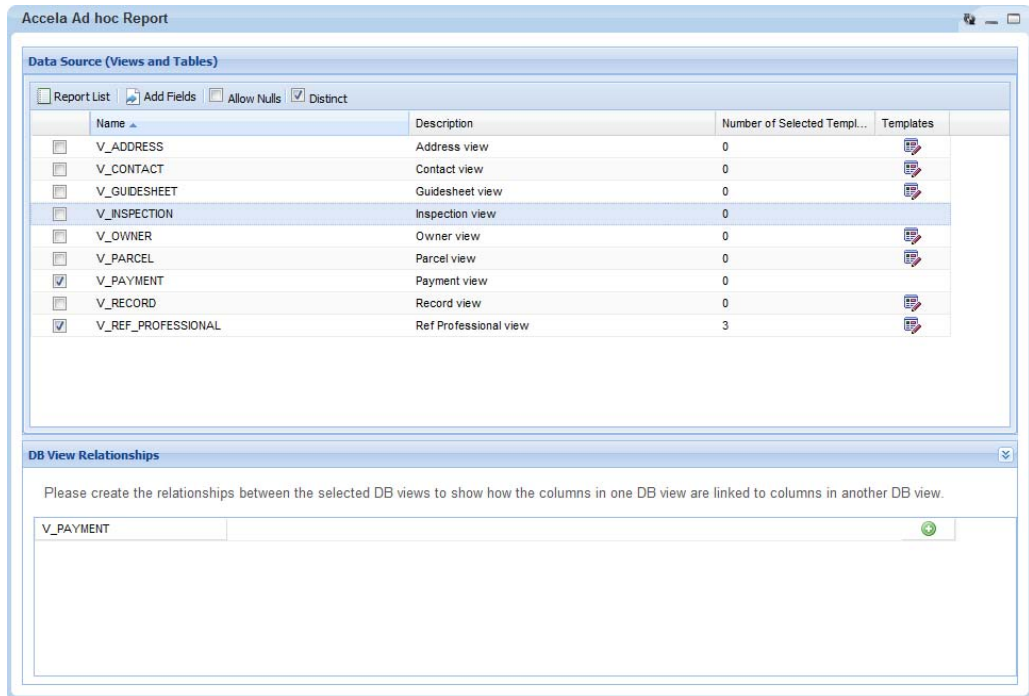 Accela Ad hoc Report
Data Source (Views and Tables)
Report List Add Fields Allow Nulls Distinct
Name Description Number of Selected Templ... Templates
V_ADDRESS Address view 0
V_CONTACT Contact view 0
V_GUIDESHEET Guidesheet view 0
V_INSPECTION Inspection view 0
V_OWNER Owner view 0
V_PARCEL Parcel view 0
V_PAYMENT Payment view 0
V_RECORD Record view 0
V_REF_PROFESSIONAL Ref Professional view 3
DB View Relationships
Please create the relationships between the selected DB views to show how the columns in one DB view are linked to columns in another DB view.
V_PAYMENT